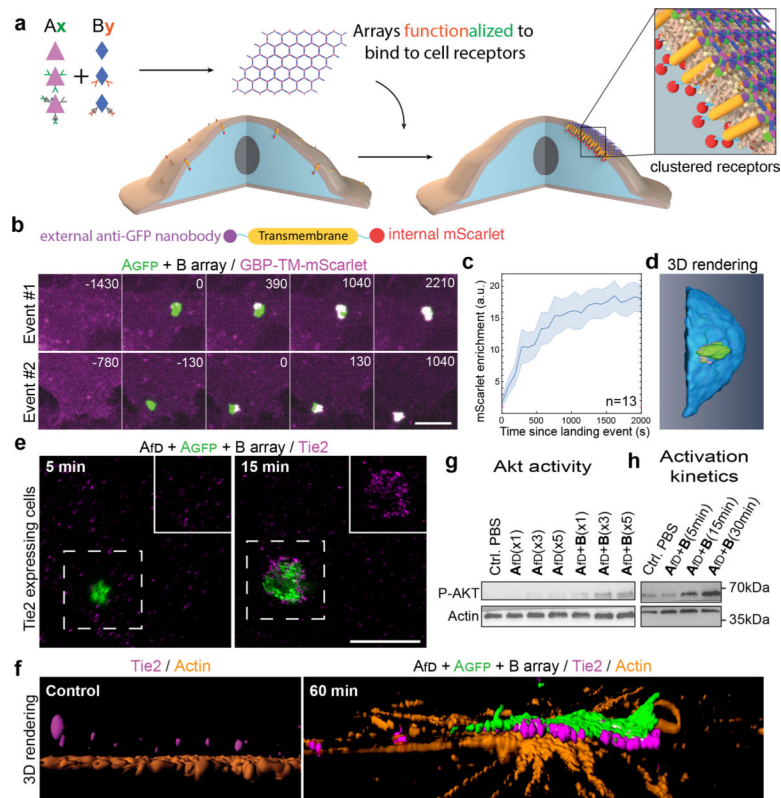 a
Ax By
+
Arrays functionalized to
bind to cell receptors
clustered receptors
b
external anti-GFP nanobody Transmembrane internal mScarlet
AGFP + B array / GBP-TM-mScarlet
Event #1
-1430 0 390 1040 2210
Event #2
-780 -130 0 130 1040
c
mScarlet enrichment (a.u.)
20
15
10
5
n=13
0 500 1000 1500 2000
Time since landing event (s)
d
3D rendering
e
AfD + AGFP + B array / Tie2
Tie2 expressing cells
5 min 15 min
g
Akt activity
Ctrl. PBS
AfD(x1)
AfD(x3)
AfD(x5)
AfD+B(x1)
AfD+B(x3)
AfD+B(x5)
P-AKT
Actin
h
Activation
kinetics
Ctrl. PBS
AfD+B(5min)
AfD+B(15min)
AfD+B(30min)
70kDa
35kDa
f
Tie2 / Actin
AfD + AGFP + B array / Tie2 / Actin
3D rendering
Control 60 min